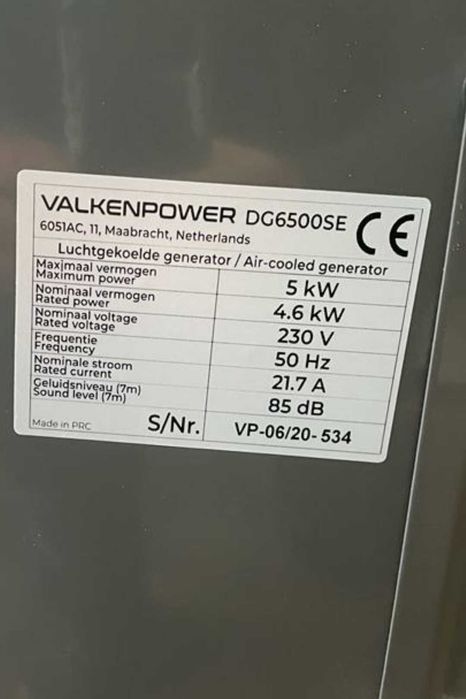 VALKENPOWER DG6500SE CE
6051AC, 11, Maabracht, Netherlands
Luchtgekoelde generator / Air-cooled generator
Maximaal vermogen
Maximum power
5 kW
Nominaal vermogen
Rated power
4.6 kW
Nominaal voltage
Rated voltage
230 V
Frequentie
Frequency
50 Hz
Nominale stroom
Rated current
21.7 A
Geluidsniveau (7m)
Sound level (7m)
85 dB
Made in PRC
S/Nr.
VP-06/20-534